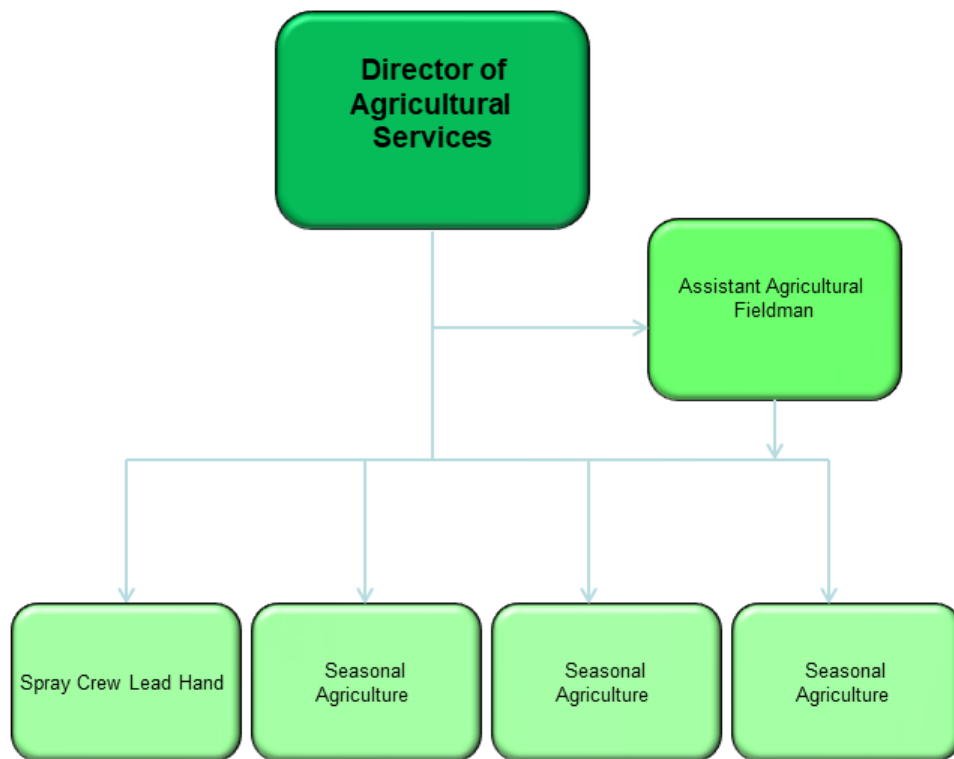 Director of
Agricultural
Services
Assistant Agricultural
Fieldman
Spray Crew Lead Hand
Seasonal
Agriculture
Seasonal
Agriculture
Seasonal
Agriculture